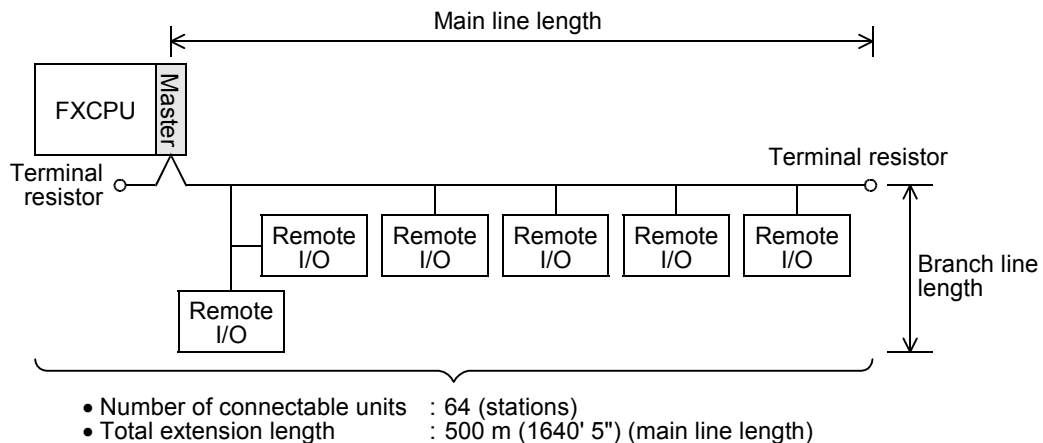 Main line length
FXCPU
Master
Terminal
resistor
Terminal resistor
Remote
I/O
Remote
I/O
Remote
I/O
Remote
I/O
Remote
I/O
Remote
I/O
Branch line
length
• Number of connectable units : 64 (stations)
• Total extension length : 500 m (1640' 5") (main line length)